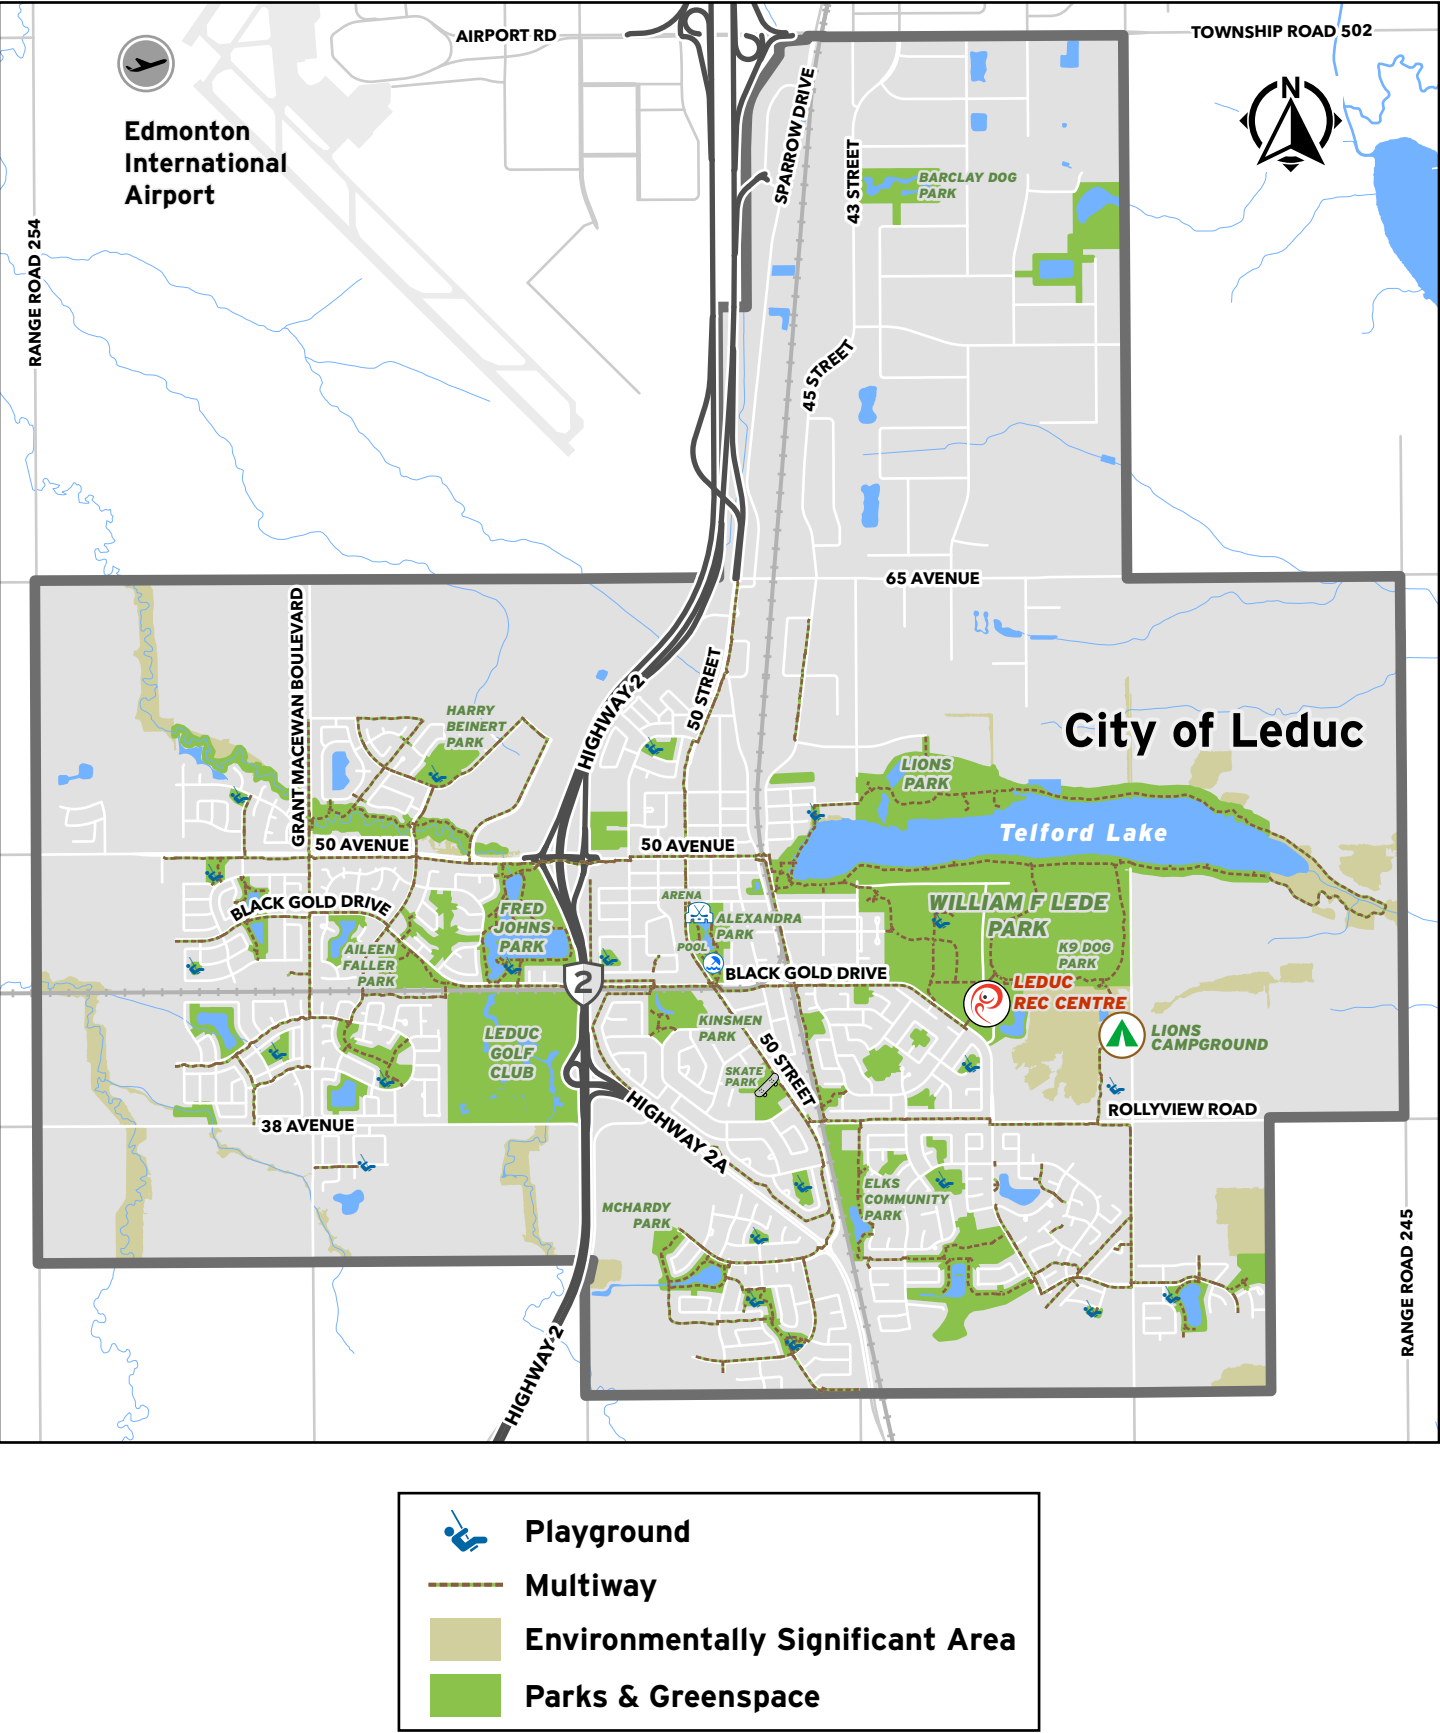 AIRPORT RD
TOWNSHIP ROAD 502
N
Edmonton
International
Airport
SPARROW DRIVE
43 STREET
BARCLAY DOG
PARK
RANGE ROAD 254
45 STREET
65 AVENUE
GRANT MACEWAN BOULEVARD
HIGHWAY 2
50 STREET
HARRY
BEINERT
PARK
City of Leduc
LIONS
PARK
Telford Lake
50 AVENUE
50 AVENUE
BLACK GOLD DRIVE
FRED
JOHNS
PARK
ARENA
ALEXANDRA
PARK
POOL
WILLIAM F LEDE
PARK
K9 DOG
PARK
AILEEN
FALLER
PARK
2
BLACK GOLD DRIVE
LEDUC
REC CENTRE
LEDUC
GOLF
CLUB
KINSMEN
PARK
50 STREET
SKATE
PARK
LIONS
CAMPGROUND
38 AVENUE
HIGHWAY 2A
ROLLYVIEW ROAD
MCHARDY
PARK
ELKS
COMMUNITY
PARK
RANGE ROAD 245
HIGHWAY 2
Playground
Multiway
Environmentally Significant Area
Parks & Greenspace